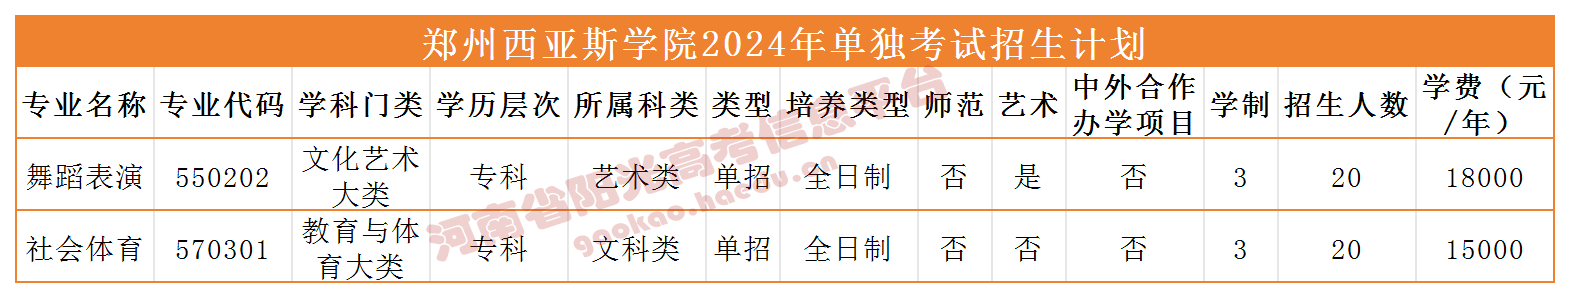 郑州西亚斯学院2024年单独考试招生计划
专业名称 专业代码 学科门类 学历层次 所属科类 类型 培养类型 师范 艺术 中外合作办学项目 学制 招生人数 学费（元/年）
舞蹈表演 550202 文化艺术大类 专科 艺术类 单招 全日制 否 是 否 3 20 18000
社会体育 570301 教育与体育大类 专科 文科类 单招 全日制 否 否 否 3 20 15000
河南省阳光高考信息平台
gaokao.haedu.cn